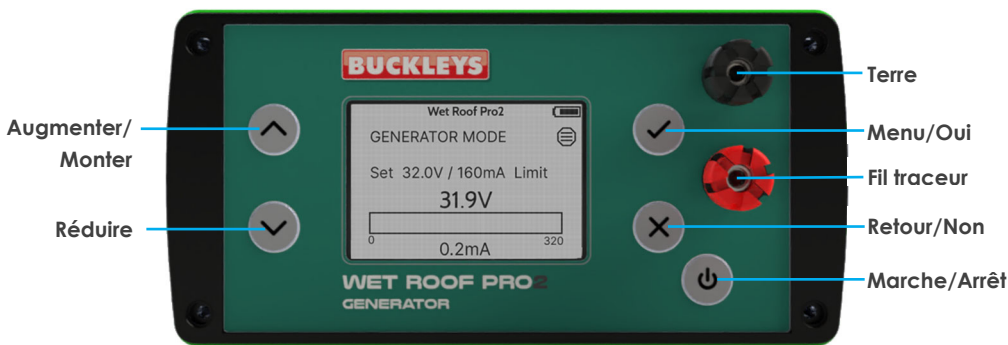 BUCKLEYS
Terre
Wet Roof Pro2
Augmenter/
Monter
GENERATOR MODE
Menu/Oui
Set 32.0V / 160mA Limit
Fil traceur
31.9V
Réduire
Retour/Non
0 320
0.2mA
WET ROOF PRO2
GENERATOR
Marche/Arrêt